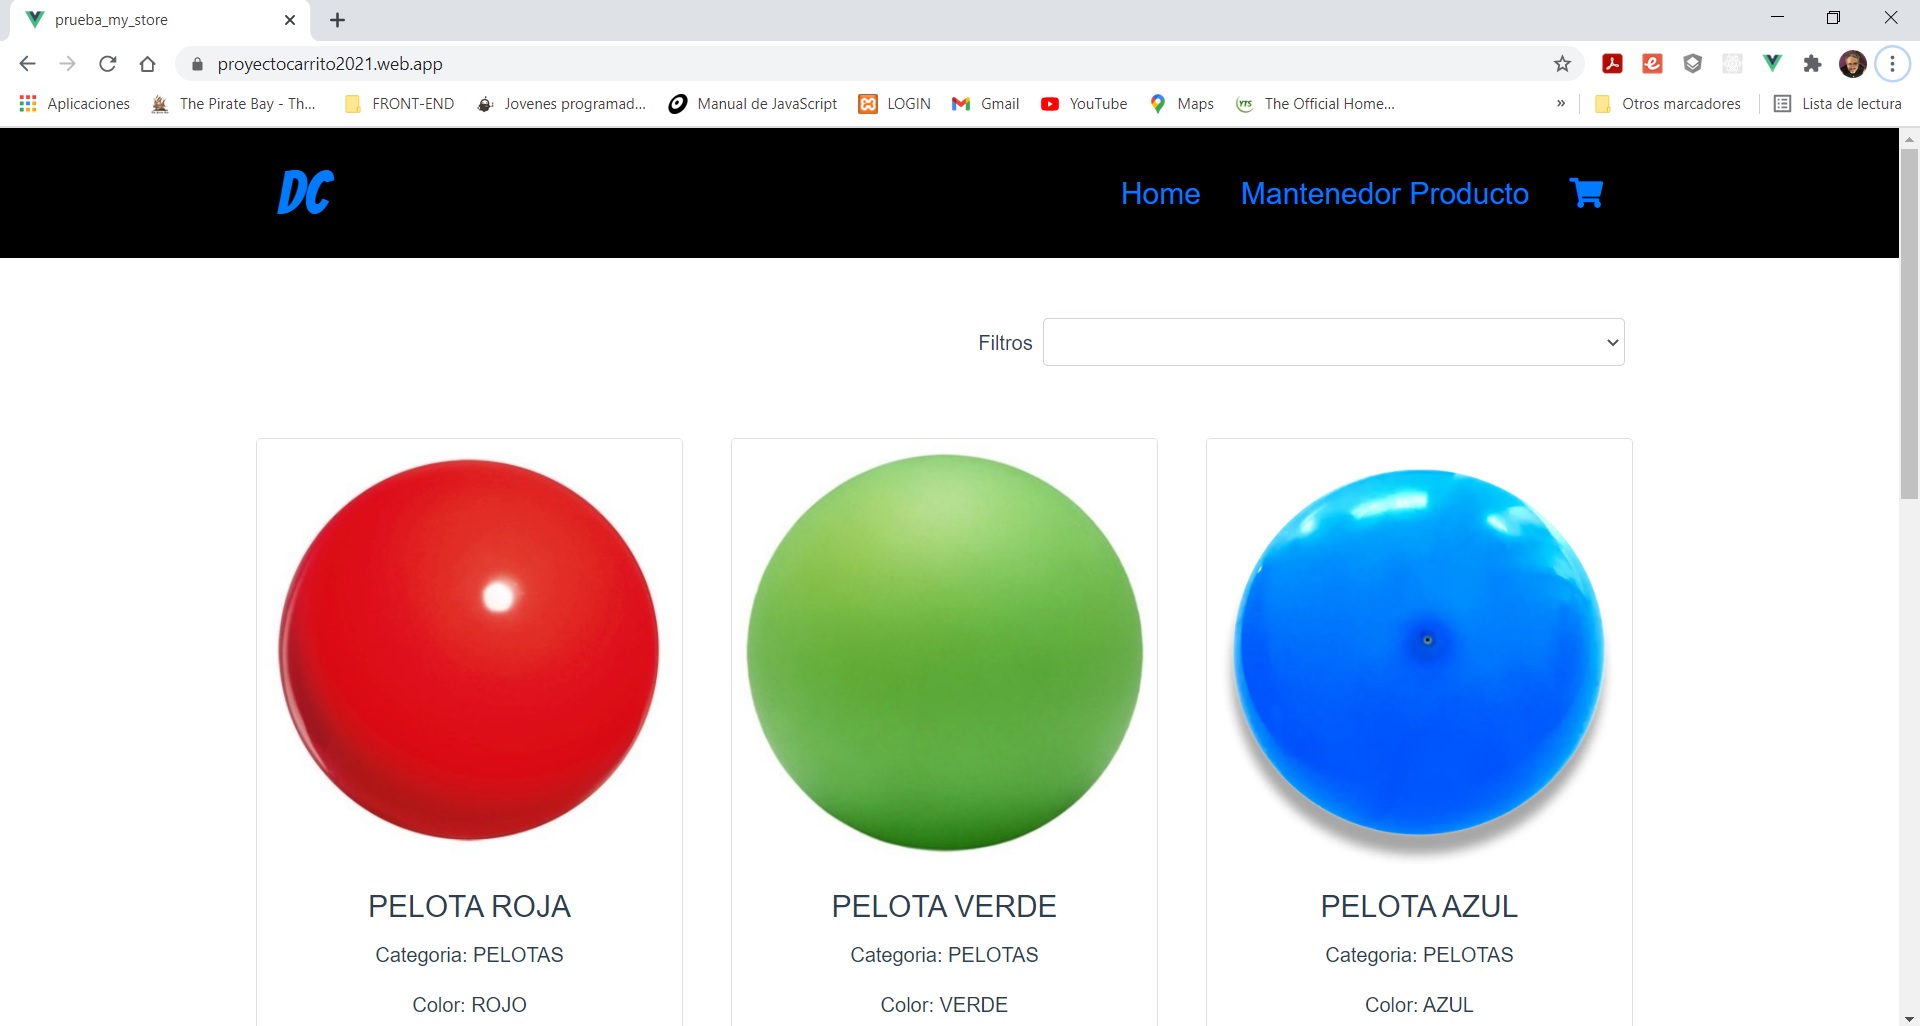 prueba_my_store
proyectocarrito2021.web.app
Aplicaciones The Pirate Bay - Th... FRONT-END Jovenes programad... Manual de JavaScript LOGIN Gmail YouTube Maps YTS The Official Home... » Otros marcadores Lista de lectura
DC Home Mantenedor Producto
Filtros
PELOTA ROJA
Categoria: PELOTAS
Color: ROJO
PELOTA VERDE
Categoria: PELOTAS
Color: VERDE
PELOTA AZUL
Categoria: PELOTAS
Color: AZUL